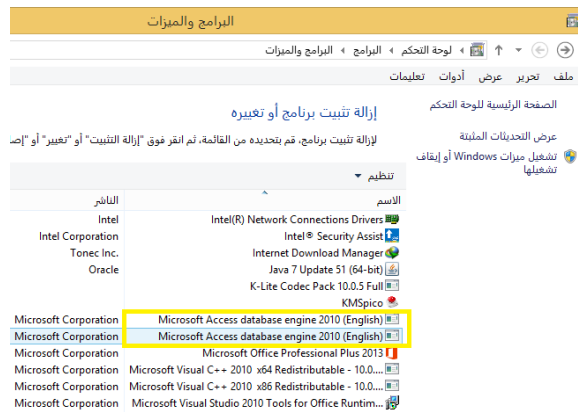 البرامج والميزات
لوحة التحكم ‹ البرامج ‹ البرامج والميزات
ملف تحرير عرض أدوات تعليمات
الصفحة الرئيسية للوحة التحكم
عرض التحديثات المثبتة
تشغيل ميزات Windows أو إيقاف
تشغيلها
إزالة تثبيت برنامج أو تغييره
لإزالة تثبيت برنامج، قم بتحديده من القائمة، ثم انقر فوق "إزالة التثبيت" أو "تغيير" أو "إص
تنظيم
الاسم الناشر
Intel(R) Network Connections Drivers Intel
Intel® Security Assist Intel Corporation
Internet Download Manager Tonec Inc.
Java 7 Update 51 (64-bit) Oracle
K-Lite Codec Pack 10.0.5 Full
KMSpico
Microsoft Access database engine 2010 (English) Microsoft Corporation
Microsoft Access database engine 2010 (English) Microsoft Corporation
Microsoft Office Professional Plus 2013 Microsoft Corporation
Microsoft Visual C++ 2010 x64 Redistributable - 10.0.... Microsoft Corporation
Microsoft Visual C++ 2010 x86 Redistributable - 10.0.... Microsoft Corporation
Microsoft Visual Studio 2010 Tools for Office Runtim... Microsoft Corporation